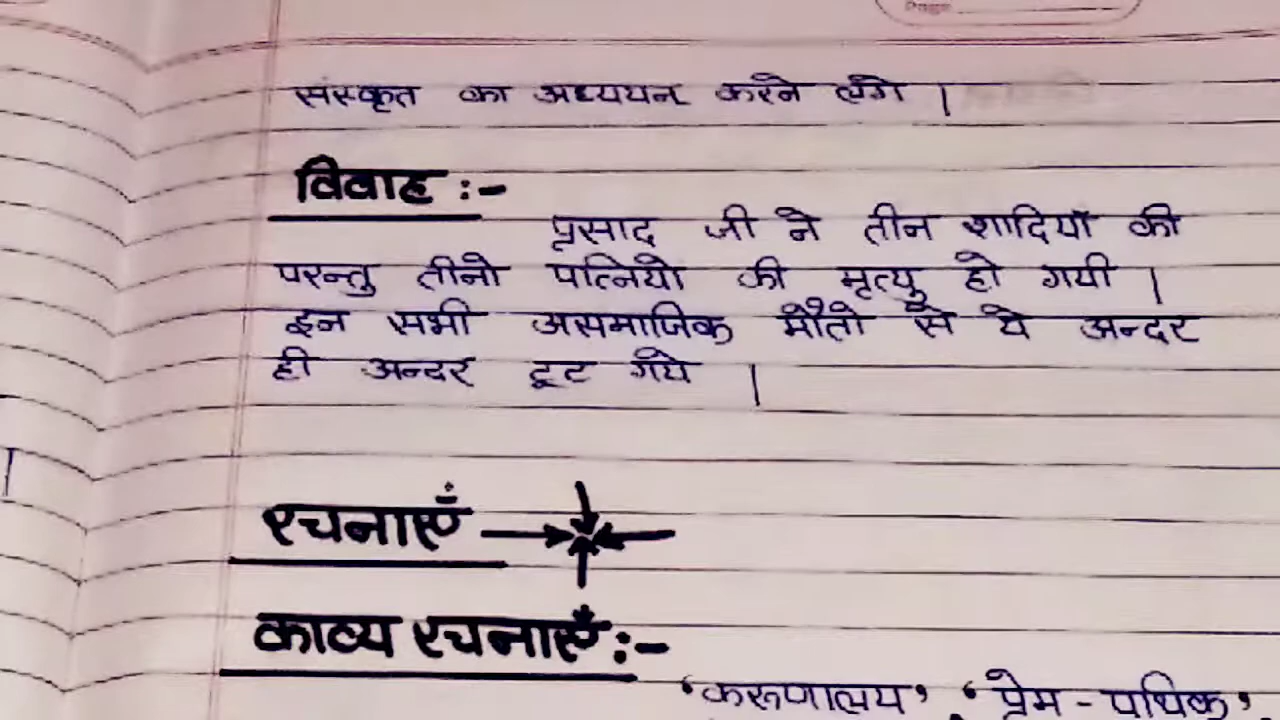 Page
संस्कृत का अध्ययन करने लगे ।
विवाह :-
प्रसाद जी ने तीन शादियाँ की
परन्तु तीनो पत्नियो की मृत्यु हो गयी ।
इन सभी असमाजिक मौतो से ये अन्दर
ही अन्दर टूट गये ।
रचनाएँ
काव्य रचनाएँ :-
'करुणालय' 'प्रेम - पथिक'